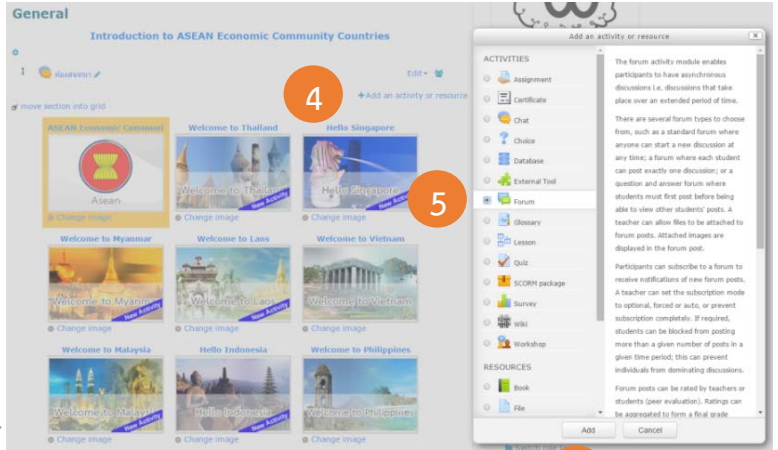 General
Introduction to ASEAN Economic Community Countries
ห้องสนทนา
Edit
4
+Add an activity or resource
move section into grid
ASEAN Economic Communi
Welcome to Thailand
Hello Singapore
Asean
Welcome to Thailand
New Activity
Hello Singapore
New Activity
Change image
Change image
Change image
5
Welcome to Myanmar
Welcome to Laos
Welcome to Vietnam
Welcome to Myanmar
New Activity
Welcome to Laos
New Activity
Welcome to Vietnam
Change image
Change image
Change image
Welcome to Malaysia
Hello Indonesia
Welcome to Philippines
Welcome to Malaysia
New Activity
Hello Indonesia
Welcome to Philippines
Change image
Change image
Change image
Add an activity or resource
ACTIVITIES
Assignment
Certificate
Chat
Choice
Database
External Tool
Forum
Glossary
Lesson
Quiz
SCORM package
Survey
Wiki
Workshop
RESOURCES
Book
File
The forum activity module enables
participants to have asynchronous
discussions i.e. discussions that take
place over an extended period of time.
There are several forum types to choose
from, such as a standard forum where
anyone can start a new discussion at
any time; a forum where each student
can post exactly one discussion; or a
question and answer forum where
students must first post before being
able to view other students' posts. A
teacher can allow files to be attached to
forum posts. Attached images are
displayed in the forum post.
Participants can subscribe to a forum to
receive notifications of new forum posts.
A teacher can set the subscription mode
to optional, forced or auto, or prevent
subscription completely. If required,
students can be blocked from posting
more than a given number of posts in a
given time period; this can prevent
individuals from dominating discussions.
Forum posts can be rated by teachers or
students (peer evaluation). Ratings can
be aggregated to form a final grade
Add
Cancel